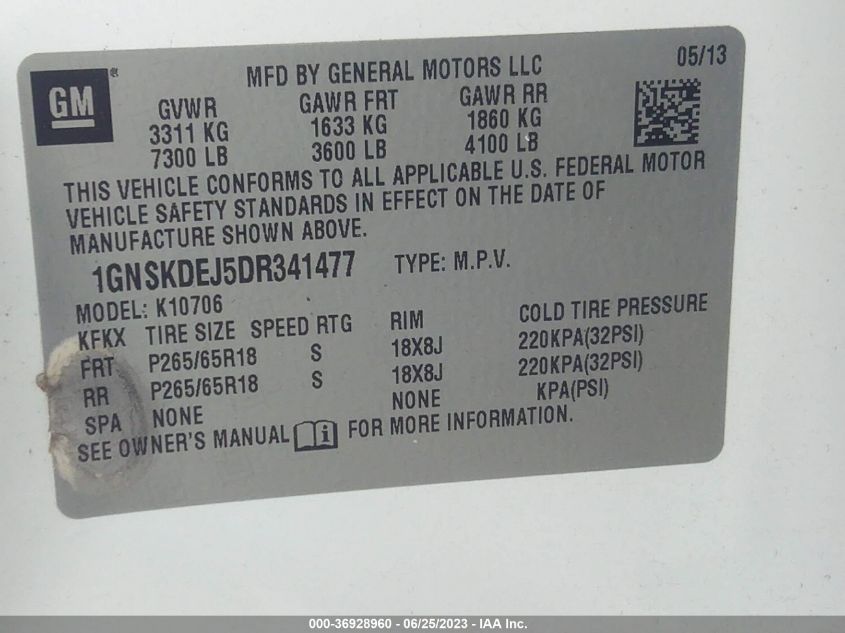 GM®
MFD BY GENERAL MOTORS LLC
05/13
GVWR GAWR FRT GAWR RR
3311 KG 1633 KG 1860 KG
7300 LB 3600 LB 4100 LB
THIS VEHICLE CONFORMS TO ALL APPLICABLE U.S. FEDERAL MOTOR
VEHICLE SAFETY STANDARDS IN EFFECT ON THE DATE OF
MANUFACTURE SHOWN ABOVE.
1GNSKDEJ5DR341477 TYPE: M.P.V.
MODEL: K10706
KFKX TIRE SIZE SPEED RTG RIM COLD TIRE PRESSURE
FRT P265/65R18 S 18X8J 220KPA(32PSI)
RR P265/65R18 S 18X8J 220KPA(32PSI)
SPA NONE NONE KPA(PSI)
SEE OWNER'S MANUAL i FOR MORE INFORMATION.
000-36928960 - 06/25/2023 - IAA Inc.